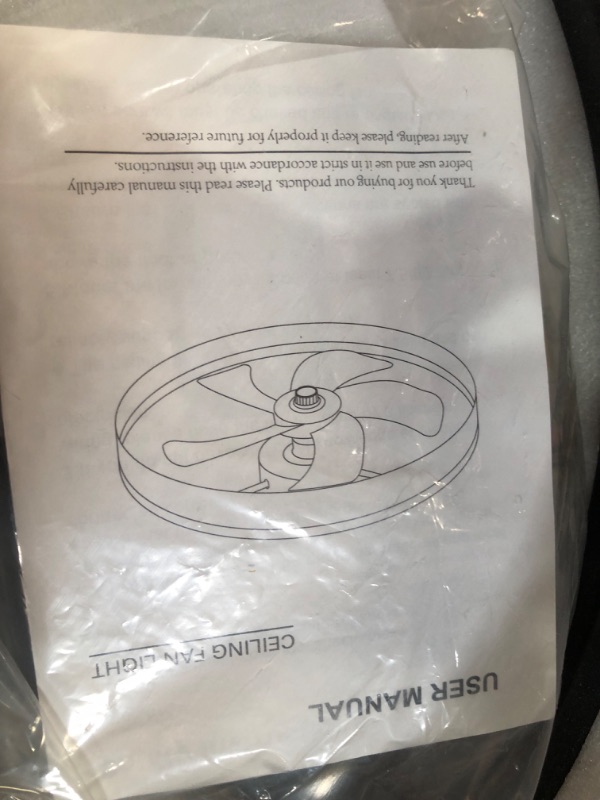 USER MANUAL
CEILING FAN LIGHT
Thank you for buying our products. Please read this manual carefully
before use and use it in strict accordance with the instructions.
After reading, please keep it properly for future reference.